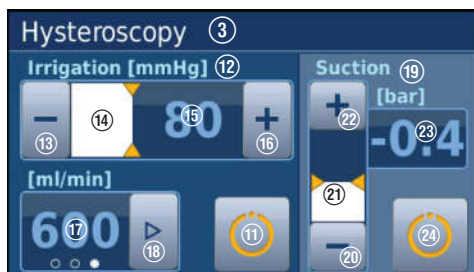 Hysteroscopy ③
Irrigation [mmHg] ⑫
− ⑬ ⑭ 80 ⑮ + ⑯
[ml/min]
600 ⑰ ▷ ⑱
⑪
Suction ⑲
[bar]
+ ㉒
-0.4 ㉓
㉑
− ⑳
㉔